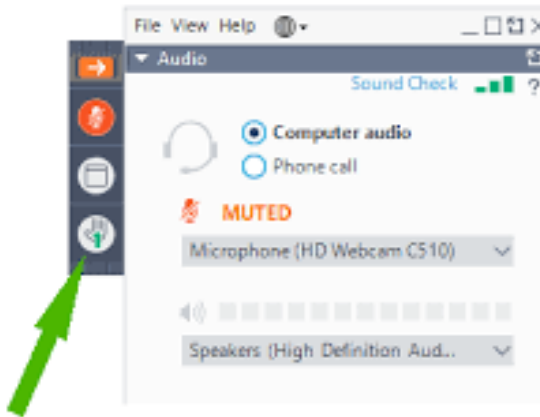 File View Help
Audio
Sound Check
?
Computer audio
Phone call
MUTED
Microphone (HD Webcam C510)
Speakers (High Definition Aud...